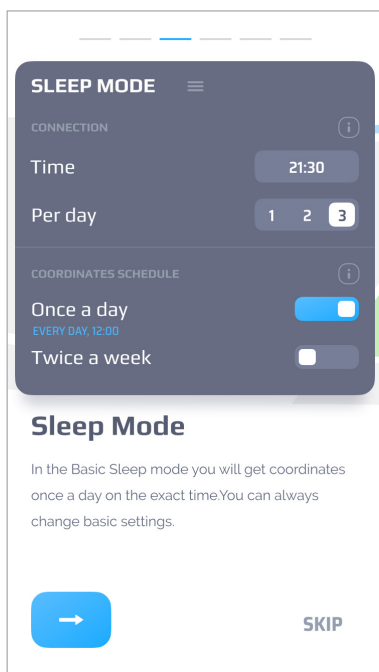 SLEEP MODE
CONNECTION
Time 21:30
Per day 1 2 3
COORDINATES SCHEDULE
Once a day
EVERY DAY, 12:00
Twice a week
Sleep Mode
In the Basic Sleep mode you will get coordinates
once a day on the exact time.You can always
change basic settings.
SKIP